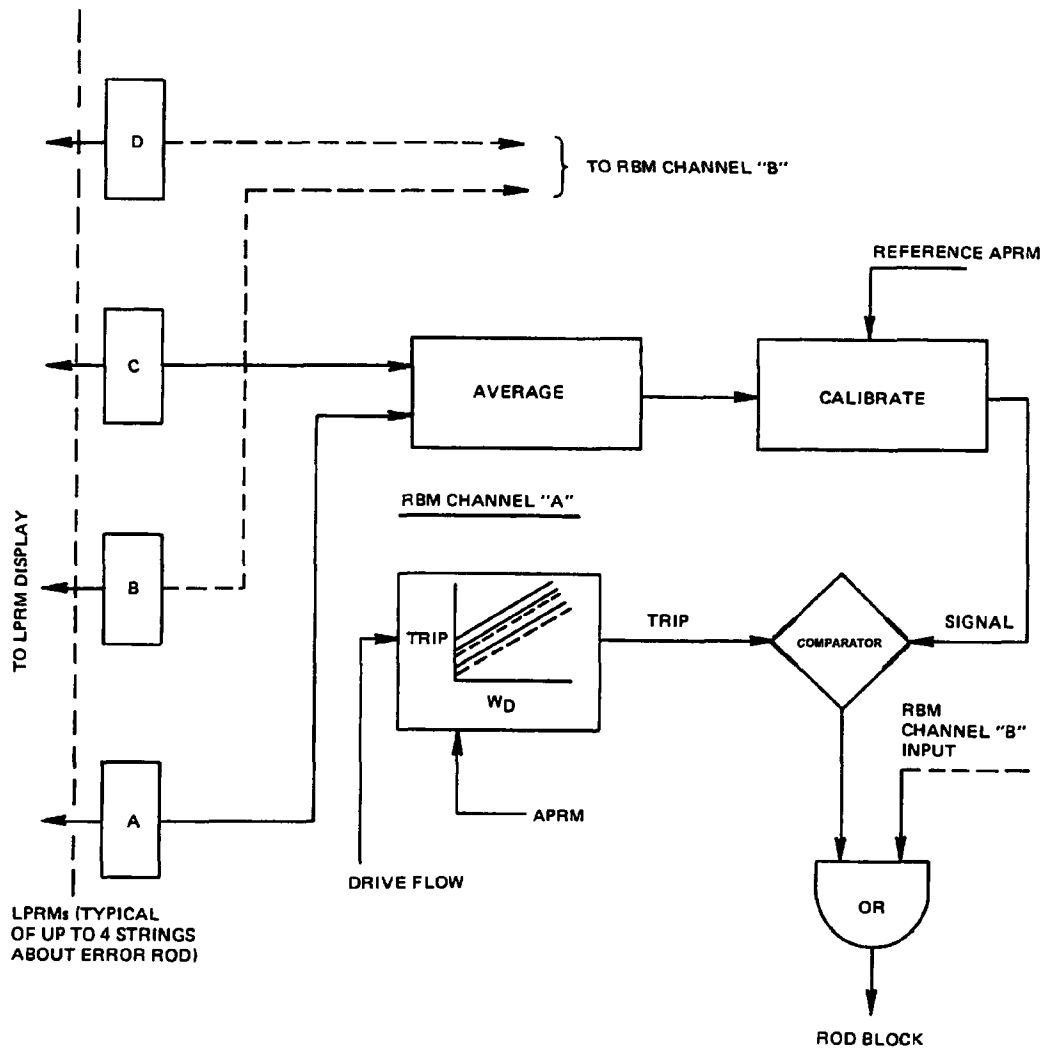 D
TO RBM CHANNEL "B"
REFERENCE APRM
C
AVERAGE
CALIBRATE
RBM CHANNEL "A"
TO LPRM DISPLAY
B
TRIP
WD
TRIP
COMPARATOR
SIGNAL
RBM
CHANNEL "B"
INPUT
A
APRM
DRIVE FLOW
LPRMs (TYPICAL
OF UP TO 4 STRINGS
ABOUT ERROR ROD)
OR
ROD BLOCK